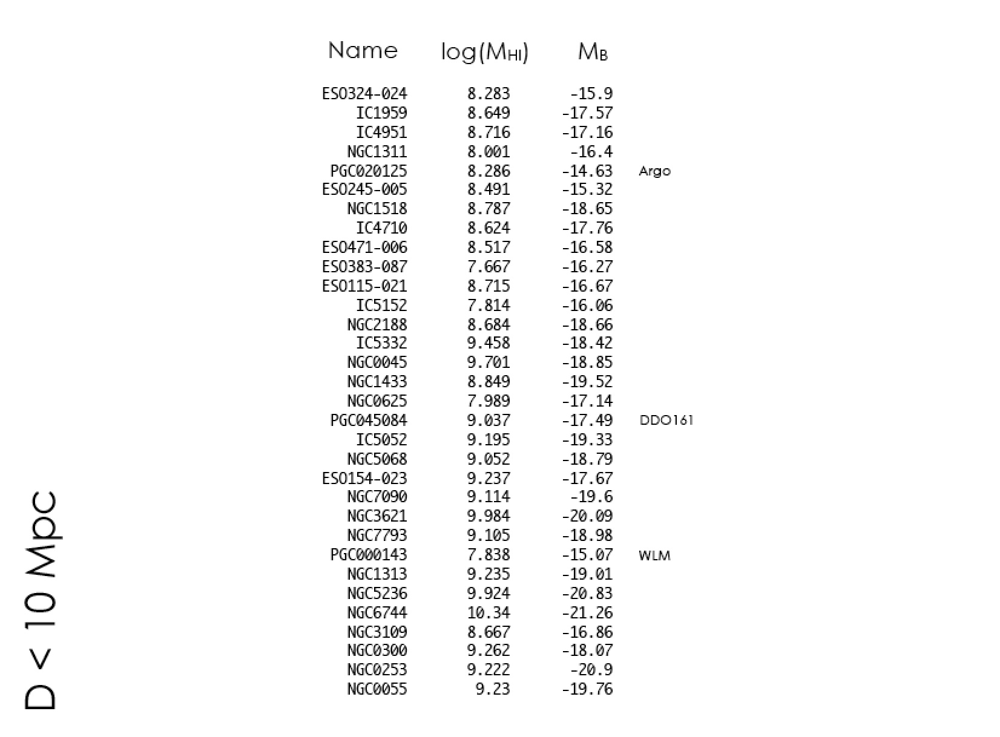 Name log(MHI) MB
ESO324-024 8.283 -15.9
IC1959 8.649 -17.57
IC4951 8.716 -17.16
NGC1311 8.001 -16.4
PGC020125 8.286 -14.63 Argo
ESO245-005 8.491 -15.32
NGC1518 8.787 -18.65
IC4710 8.624 -17.76
ESO471-006 8.517 -16.58
ESO383-087 7.667 -16.27
ESO115-021 8.715 -16.67
IC5152 7.814 -16.06
NGC2188 8.684 -18.66
IC5332 9.458 -18.42
NGC0045 9.701 -18.85
NGC1433 8.849 -19.52
NGC0625 7.989 -17.14
PGC045084 9.037 -17.49 DDO161
IC5052 9.195 -19.33
NGC5068 9.052 -18.79
ESO154-023 9.237 -17.67
NGC7090 9.114 -19.6
NGC3621 9.984 -20.09
NGC7793 9.105 -18.98
PGC000143 7.838 -15.07 WLM
NGC1313 9.235 -19.01
NGC5236 9.924 -20.83
NGC6744 10.34 -21.26
NGC3109 8.667 -16.86
NGC0300 9.262 -18.07
NGC0253 9.222 -20.9
NGC0055 9.23 -19.76
D < 10 Mpc